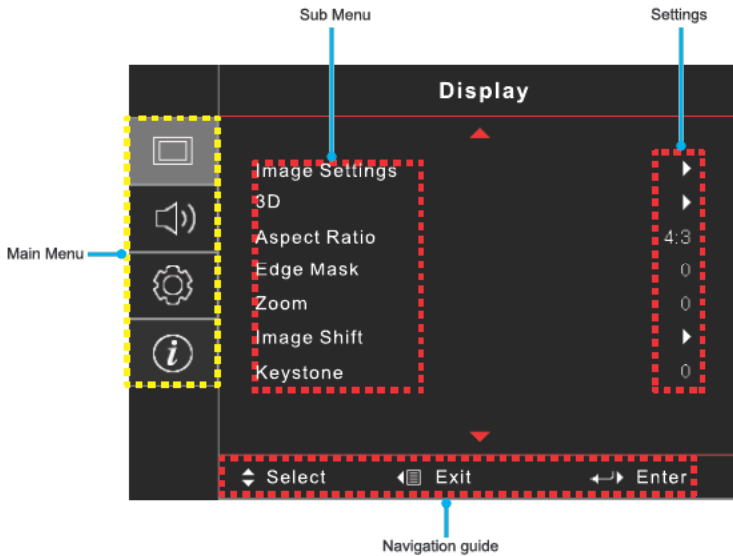 Sub Menu Settings
Display
Image Settings
3D
Aspect Ratio 4:3
Edge Mask 0
Zoom 0
Main Menu
Image Shift
Keystone 0
Select Exit Enter
Navigation guide